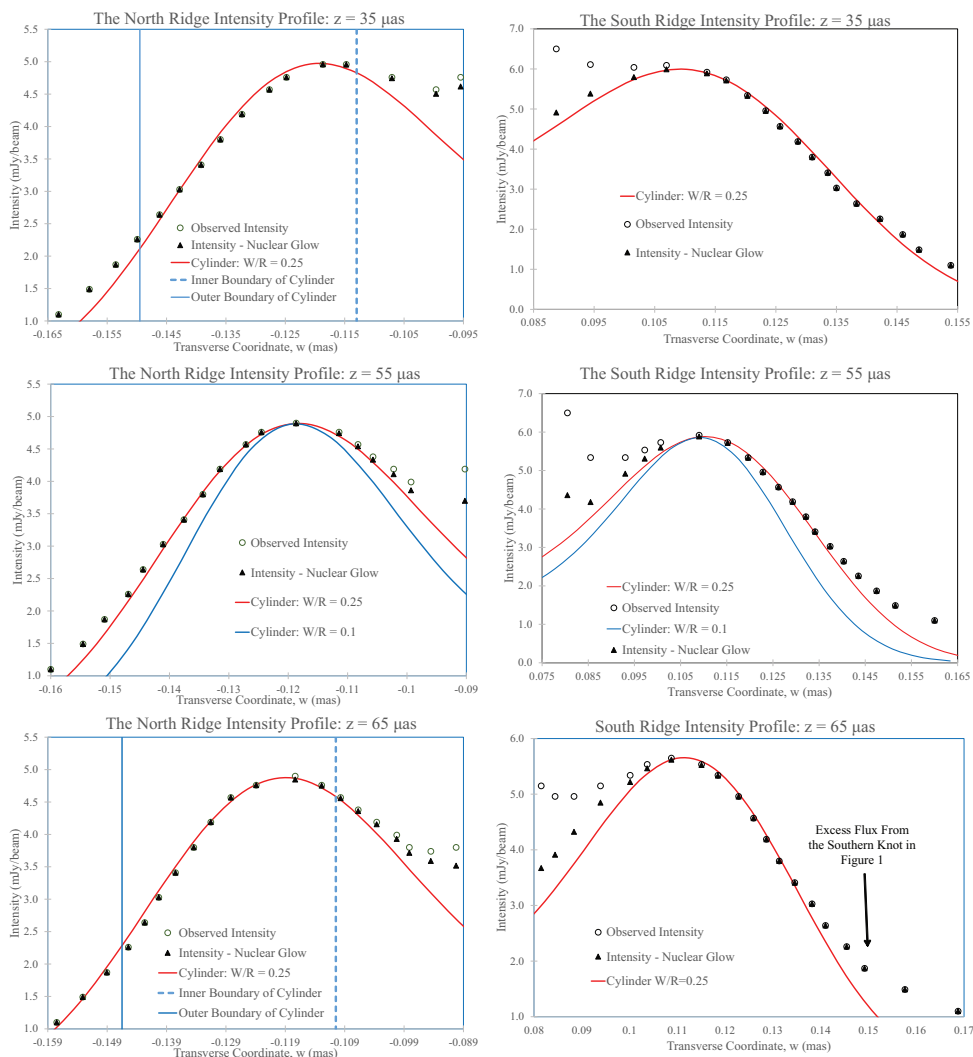 The North Ridge Intensity Profile: z = 35 μas
5.5
5.0
4.5
4.0
3.5
3.0
2.5
2.0
1.5
1.0
Intensity (mJy/beam)
Observed Intensity
Intensity - Nuclear Glow
Cylinder: W/R = 0.25
Inner Boundary of Cylinder
Outer Boundary of Cylinder
-0.165 -0.155 -0.145 -0.135 -0.125 -0.115 -0.105 -0.095
Transverse Coordinate, w (mas)
The South Ridge Intensity Profile: z = 35 μas
8.0
7.0
6.0
5.0
4.0
3.0
2.0
1.0
0.0
Intensity (mJy/beam)
Cylinder: W/R = 0.25
Observed Intensity
Intensity - Nuclear Glow
0.085 0.095 0.105 0.115 0.125 0.135 0.145 0.155
Trnasverse Coordinate, w (mas)
The North Ridge Intensity Profile: z = 55 μas
5.5
5.0
4.5
4.0
3.5
3.0
2.5
2.0
1.5
1.0
Intensity (mJy/beam)
Observed Intensity
Intensity - Nuclear Glow
Cylinder: W/R = 0.25
Cylinder: W/R = 0.1
-0.16 -0.15 -0.14 -0.13 -0.12 -0.11 -0.1 -0.09
Transverse Coordinate, w (mas)
The South Ridge Intensity Profile: z = 55 μas
8.0
7.0
6.0
5.0
4.0
3.0
2.0
1.0
0.0
Intensity (mJy/beam)
Cylinder: W/R = 0.25
Observed Intensity
Cylinder: W/R = 0.1
Intensity - Nuclear Glow
0.075 0.085 0.095 0.105 0.115 0.125 0.135 0.145 0.155 0.165
Transverse Coordinate, w (mas)
The North Ridge Intensity Profile: z = 65 μas
5.5
5.0
4.5
4.0
3.5
3.0
2.5
2.0
1.5
1.0
Intensity (mJy/beam)
Observed Intensity
Intensity - Nuclear Glow
Cylinder: W/R = 0.25
Inner Boundary of Cylinder
Outer Boundary of Cylinder
-0.159 -0.149 -0.139 -0.129 -0.119 -0.109 -0.099 -0.089
Transverse Coordinate, w (mas)
South Ridge Intensity Profile: z = 65 μas
6.0
5.0
4.0
3.0
2.0
1.0
Intensity (mJy/beam)
Excess Flux From
the Southern Knot in
Figure 1
Observed Intensity
Intensity - Nuclear Glow
Cylinder W/R=0.25
0.08 0.09 0.1 0.11 0.12 0.13 0.14 0.15 0.16 0.17
Transverse Coordinate, w (mas)